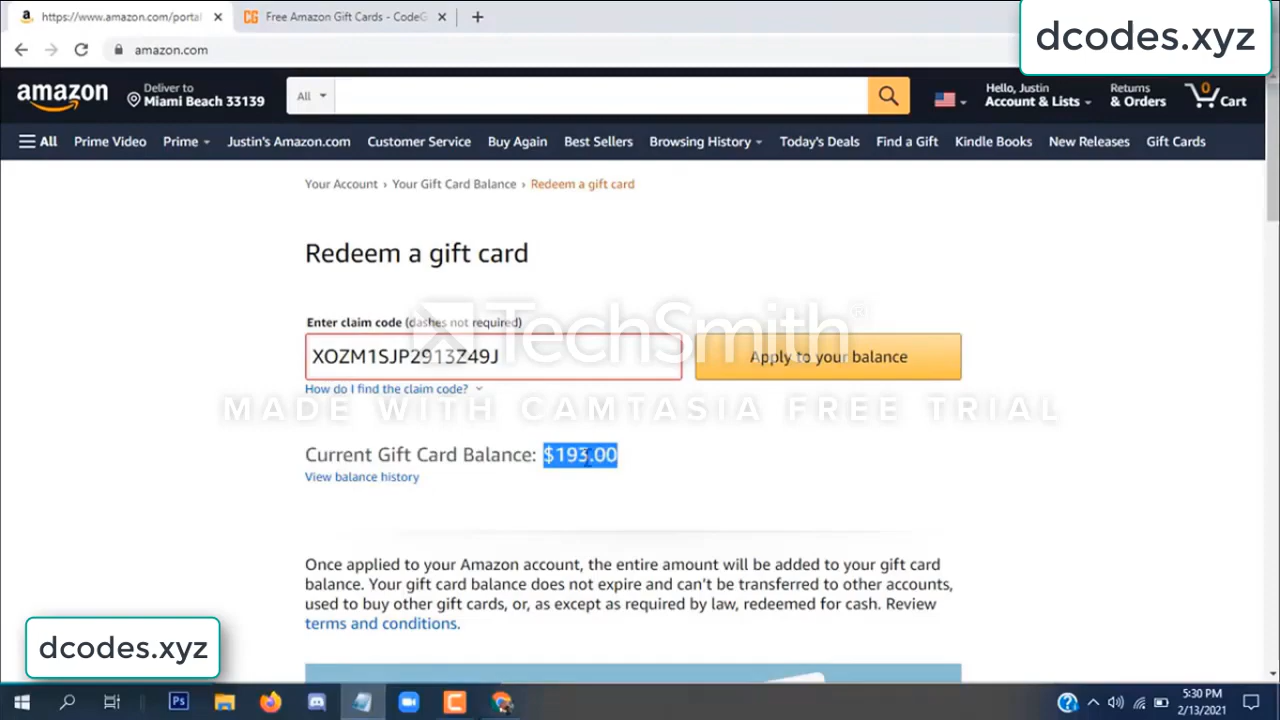 https://www.amazon.com/portal
Free Amazon Gift Cards - CodeG
amazon.com
dcodes.xyz
amazon
Deliver to
Miami Beach 33139
All
Hello, Justin
Account & Lists
Returns
& Orders
0
Cart
All
Prime Video
Prime
Justin's Amazon.com
Customer Service
Buy Again
Best Sellers
Browsing History
Today's Deals
Find a Gift
Kindle Books
New Releases
Gift Cards
Your Account › Your Gift Card Balance › Redeem a gift card
Redeem a gift card
TechSmith®
Enter claim code (dashes not required)
XOZM1SJP2913Z49J
Apply to your balance
How do I find the claim code?
MADE WITH CAMTASIA FREE TRIAL
Current Gift Card Balance: $193.00
View balance history
Once applied to your Amazon account, the entire amount will be added to your gift card
balance. Your gift card balance does not expire and can't be transferred to other accounts,
used to buy other gift cards, or, as except as required by law, redeemed for cash. Review
terms and conditions.
dcodes.xyz
Ps
5:30 PM
2/13/2021